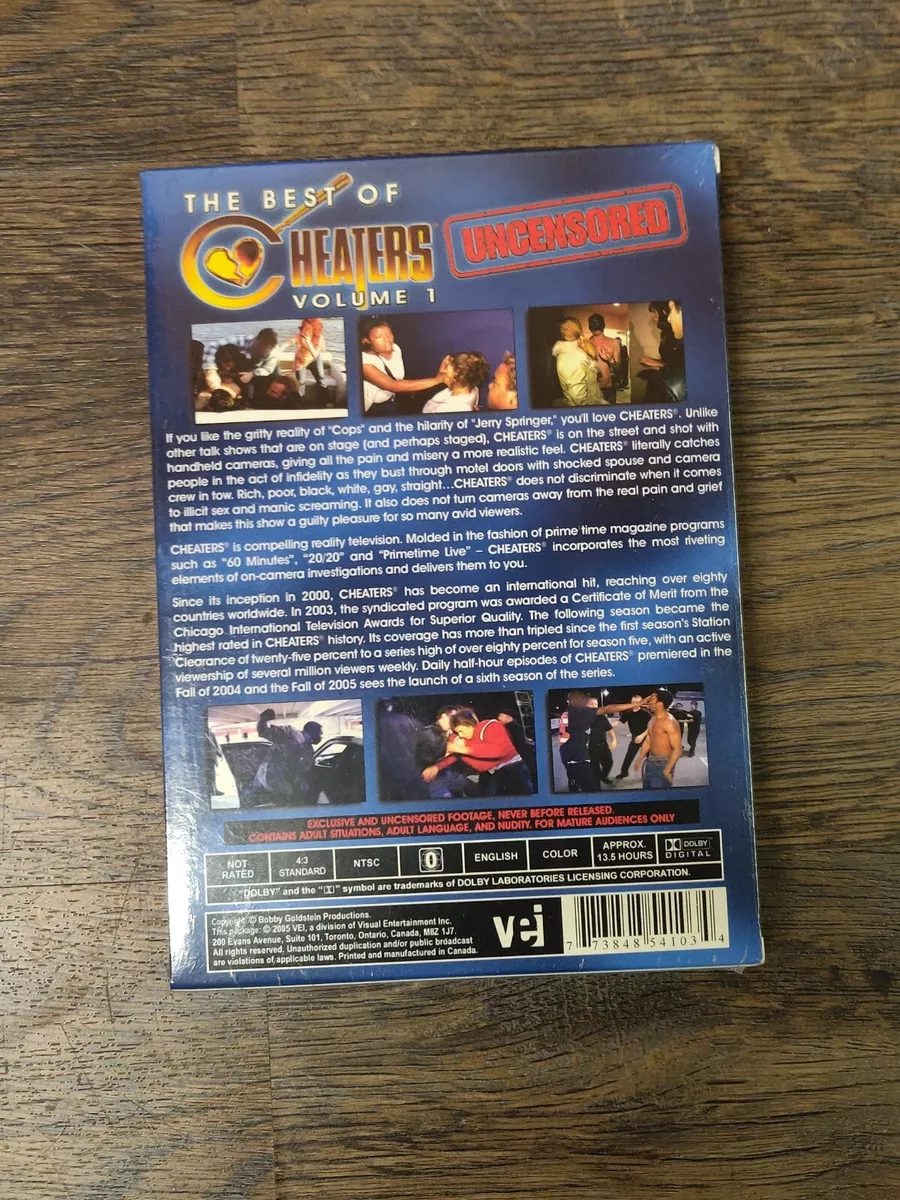 THE BEST OF
CHEATERS
VOLUME 1
UNCENSORED
If you like the gritty reality of "Cops" and the hilarity of "Jerry Springer," you'll love CHEATERS®. Unlike
other talk shows that are on stage (and perhaps staged), CHEATERS® is on the street and shot with
handheld cameras, giving all the pain and misery a more realistic feel. CHEATERS® literally catches
people in the act of infidelity as they bust through motel doors with shocked spouse and camera
crew in tow. Rich, poor, black, white, gay, straight...CHEATERS® does not discriminate when it comes
to illicit sex and manic screaming. It also does not turn cameras away from the real pain and grief
that makes this show a guilty pleasure for so many avid viewers.
CHEATERS® is compelling reality television. Molded in the fashion of prime time magazine programs
such as "60 Minutes", "20/20" and "Primetime Live" – CHEATERS® incorporates the most riveting
elements of on-camera investigations and delivers them to you.
Since its inception in 2000, CHEATERS® has become an international hit, reaching over eighty
countries worldwide. In 2003, the syndicated program was awarded a Certificate of Merit from the
Chicago International Television Awards for Superior Quality. The following season became the
highest rated in CHEATERS® history. Its coverage has more than tripled since the first season's Station
Clearance of twenty-five percent to a series high of over eighty percent for season five, with an active
viewership of several million viewers weekly. Daily half-hour episodes of CHEATERS® premiered in the
Fall of 2004 and the Fall of 2005 sees the launch of a sixth season of the series.
EXCLUSIVE AND UNCENSORED FOOTAGE, NEVER BEFORE RELEASED.
CONTAINS ADULT SITUATIONS, ADULT LANGUAGE, AND NUDITY. FOR MATURE AUDIENCES ONLY
NOT RATED
4:3 STANDARD
NTSC
0
ENGLISH
COLOR
APPROX. 13.5 HOURS
DOLBY DIGITAL
"DOLBY" and the "DD" symbol are trademarks of DOLBY LABORATORIES LICENSING CORPORATION.
Copyright © Bobby Goldstein Productions.
This package: © 2005 VEI, a division of Visual Entertainment Inc.
200 Evans Avenue, Suite 101, Toronto, Ontario, Canada, M8Z 1J7.
All rights reserved. Unauthorized duplication and/or public broadcast
are violations of applicable laws. Printed and manufactured in Canada.
vei
7 73848 54103 4